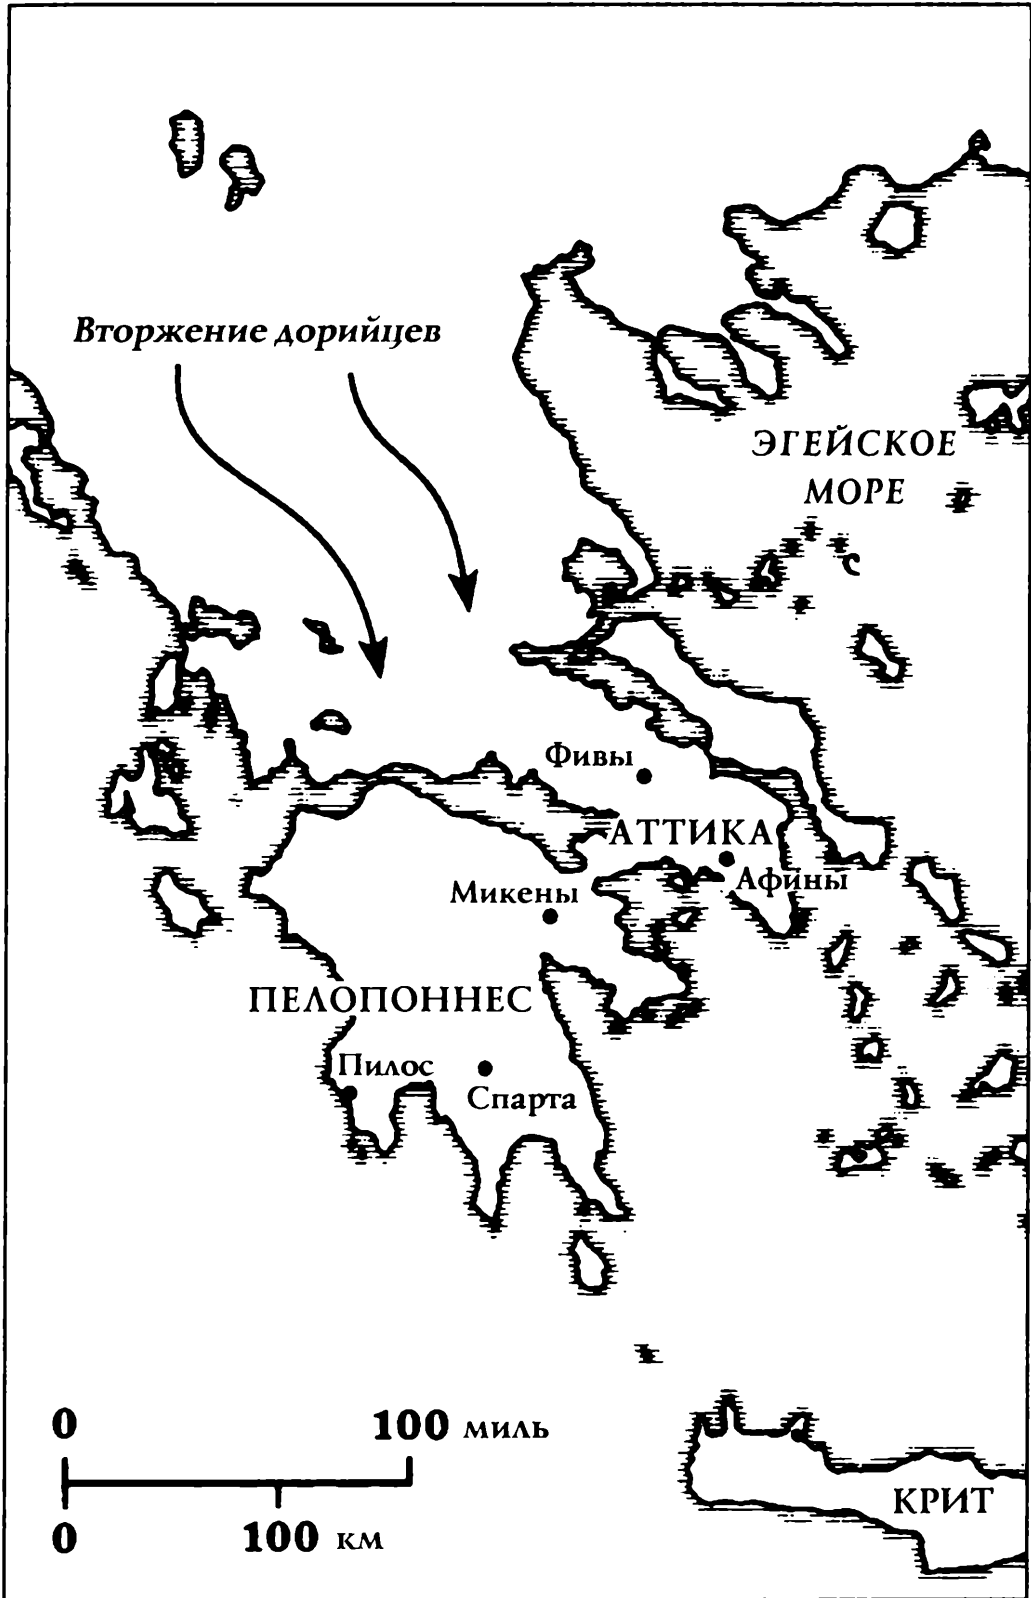 Вторжение дорийцев
ЭГЕЙСКОЕ
МОРЕ
Фивы
АТТИКА
Афины
Микены
ПЕЛОПОННЕС
Пилос
Спарта
0 100 миль
0 100 км
КРИТ